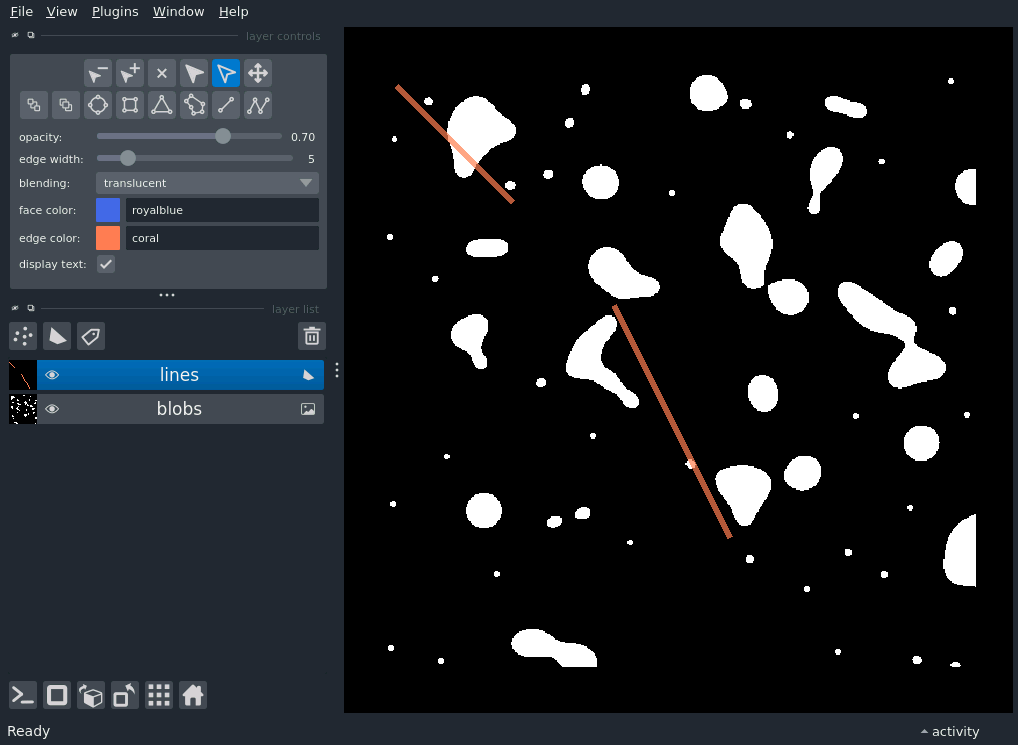 File View Plugins Window Help
layer controls
opacity: 0.70
edge width: 5
blending: translucent
face color: royalblue
edge color: coral
display text:
layer list
lines
blobs
Ready
activity